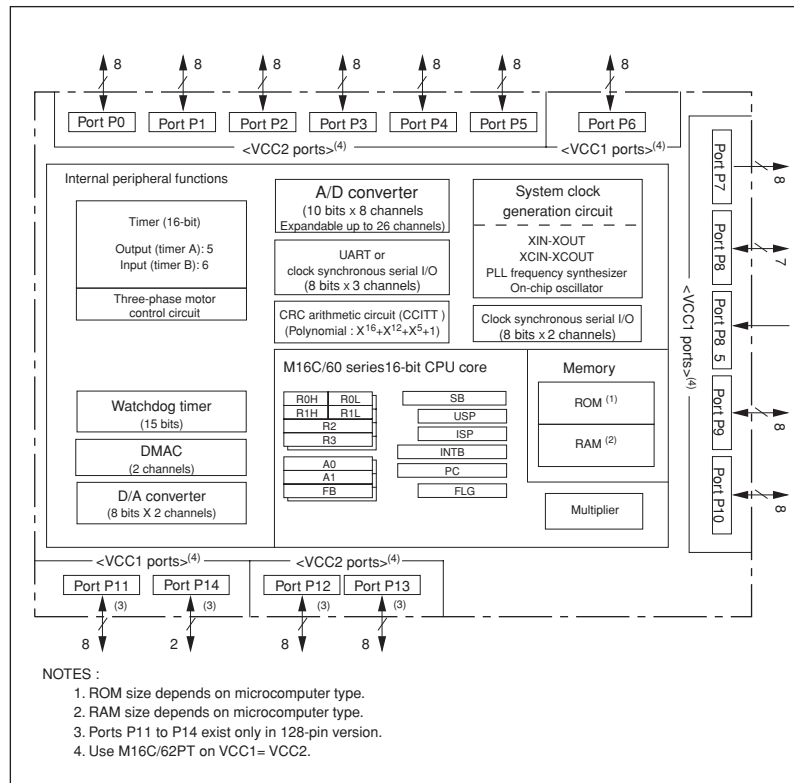 8 8 8 8 8 8 8
Port P0 Port P1 Port P2 Port P3 Port P4 Port P5 Port P6
<VCC2 ports>(4) <VCC1 ports>(4)
Internal peripheral functions
Timer (16-bit)
Output (timer A): 5
Input (timer B): 6
Three-phase motor
control circuit
Watchdog timer
(15 bits)
DMAC
(2 channels)
D/A converter
(8 bits X 2 channels)
A/D converter
(10 bits x 8 channels
Expandable up to 26 channels)
UART or
clock synchronous serial I/O
(8 bits x 3 channels)
CRC arithmetic circuit (CCITT )
(Polynomial : X16+X12+X5+1)
System clock
generation circuit
XIN-XOUT
XCIN-XCOUT
PLL frequency synthesizer
On-chip oscillator
Clock synchronous serial I/O
(8 bits x 2 channels)
M16C/60 series16-bit CPU core
R0H R0L
R1H R1L
R2
R3
A0
A1
FB
SB
USP
ISP
INTB
PC
FLG
Memory
ROM (1)
RAM (2)
Multiplier
<VCC1 ports>(4)
Port P7
8
Port P8
7
Port P8 5
Port P9
8
Port P10
8
<VCC1 ports>(4) <VCC2 ports>(4)
Port P11 Port P14 Port P12 Port P13
(3) (3) (3) (3)
8 2 8 8
NOTES :
1. ROM size depends on microcomputer type.
2. RAM size depends on microcomputer type.
3. Ports P11 to P14 exist only in 128-pin version.
4. Use M16C/62PT on VCC1= VCC2.